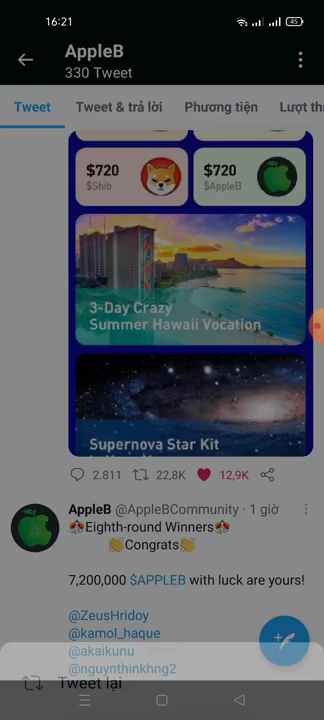 16:21
45
AppleB
330 Tweet
Tweet
Tweet & trả lời
Phương tiện
Lượt th
$720
$Shib
$720
$AppleB
3-Day Crazy
Summer Hawaii Vocation
Supernova Star Kit
2.811
22,8K
12,9K
AppleB @AppleBCommunity · 1 giờ
Eighth-round Winners
Congrats
7,200,000 $APPLEB with luck are yours!
@ZeusHridoy
@kamol_haque
@akaikunu
@nguynthinkhng2
Tweet lại